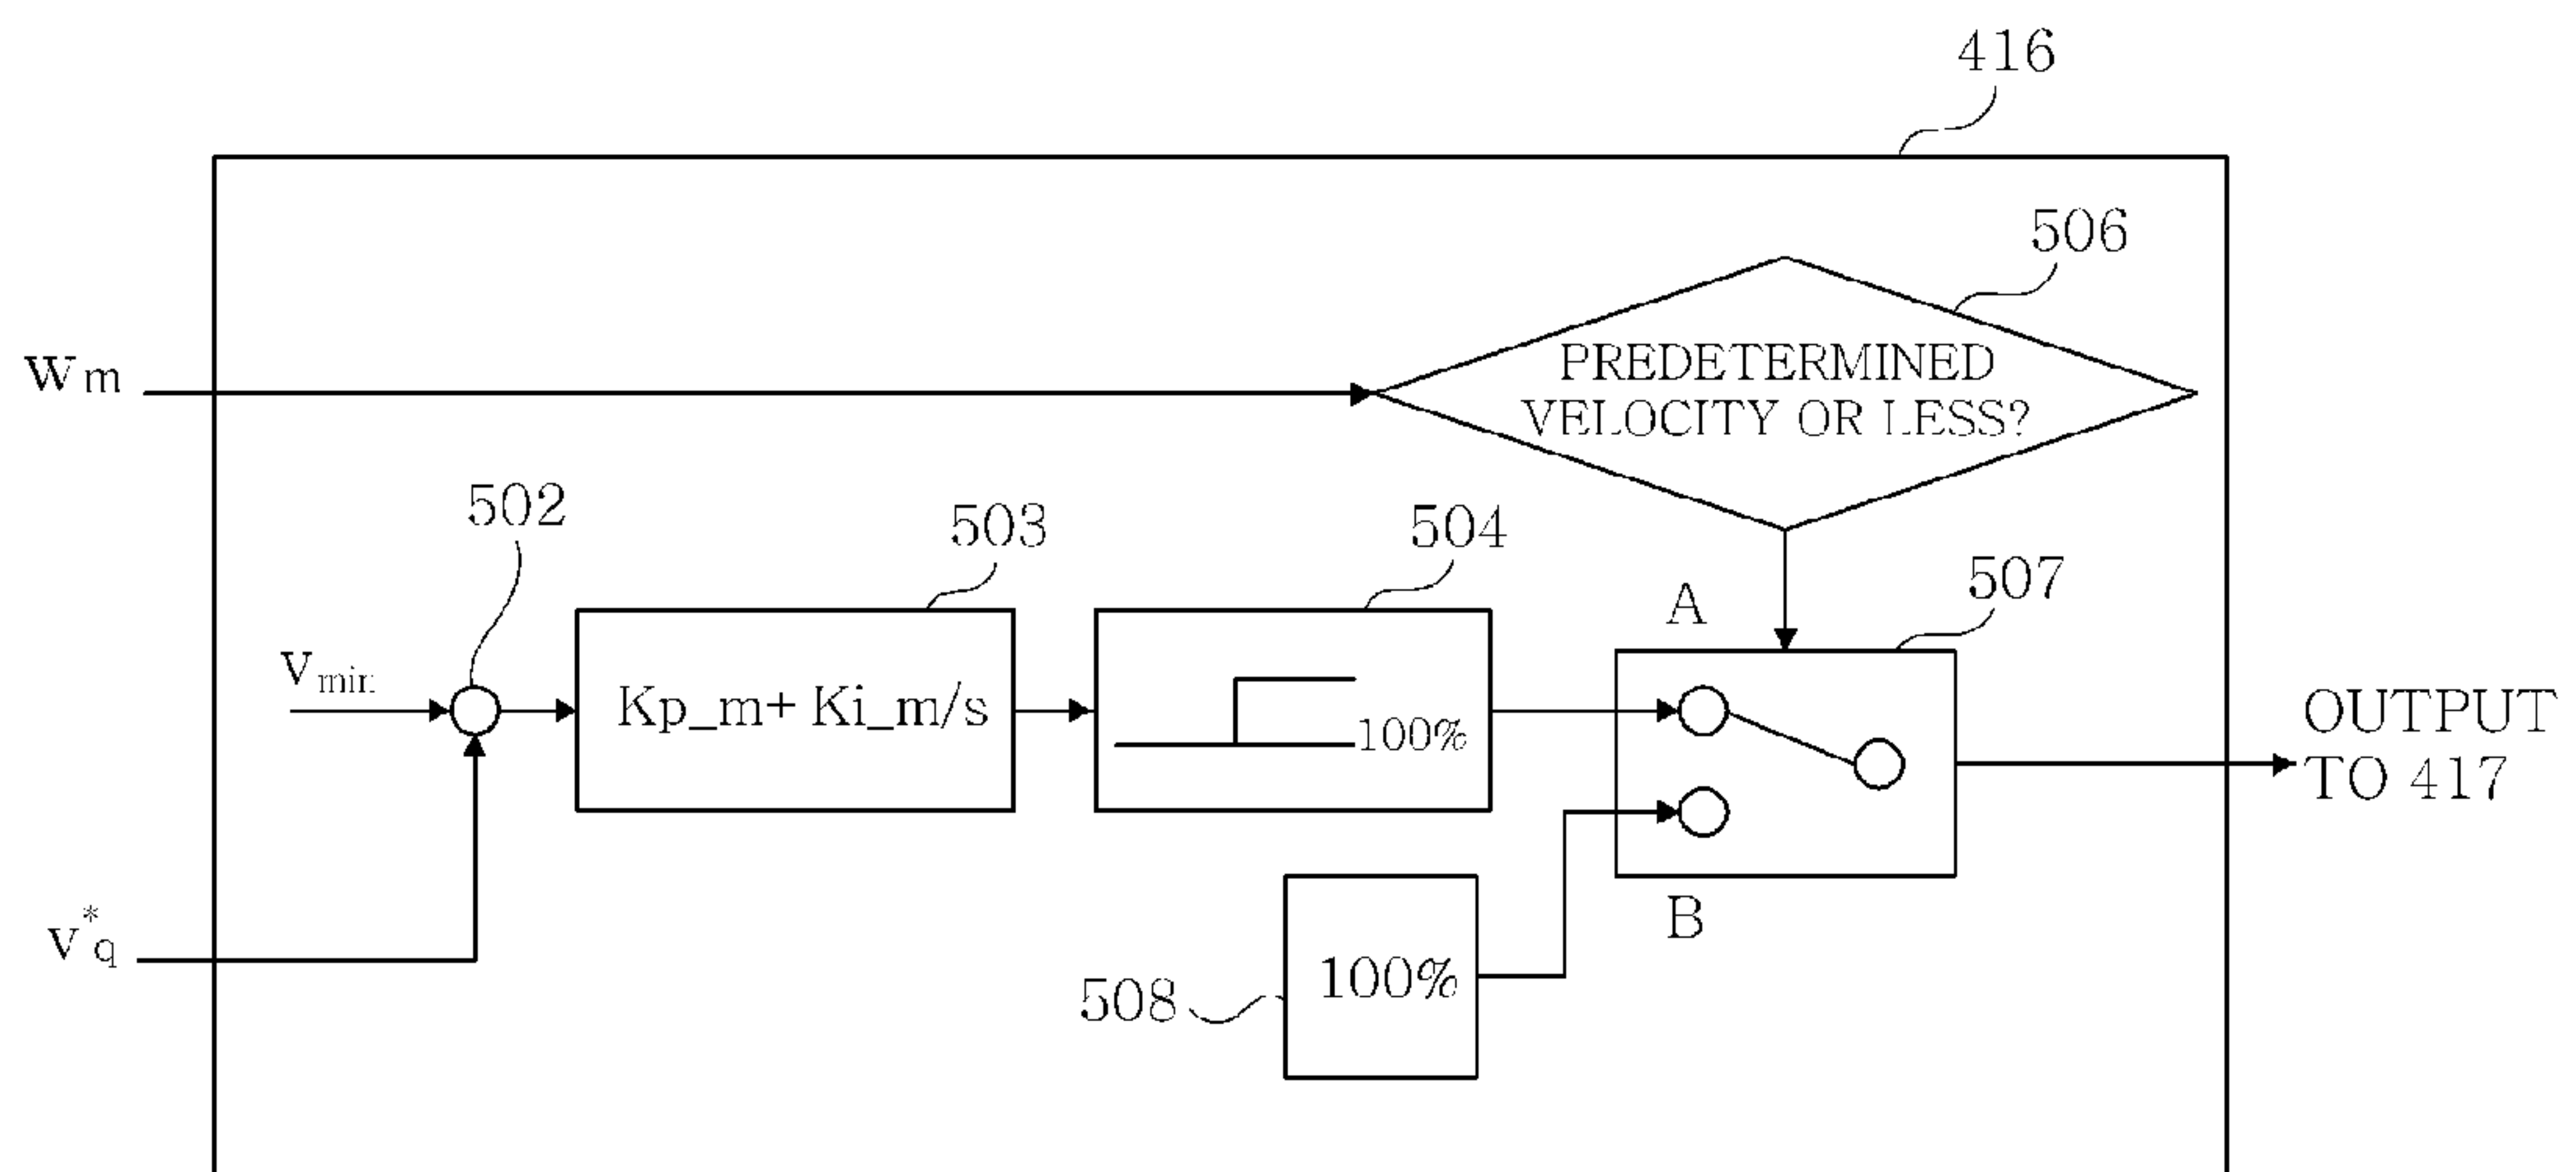 416
506
Wm
PREDETERMINED
VELOCITY OR LESS?
502
503
504
507
A
Vmin
Kp_m+ Ki_m/s
100%
OUTPUT
TO 417
B
V*q
508
100%